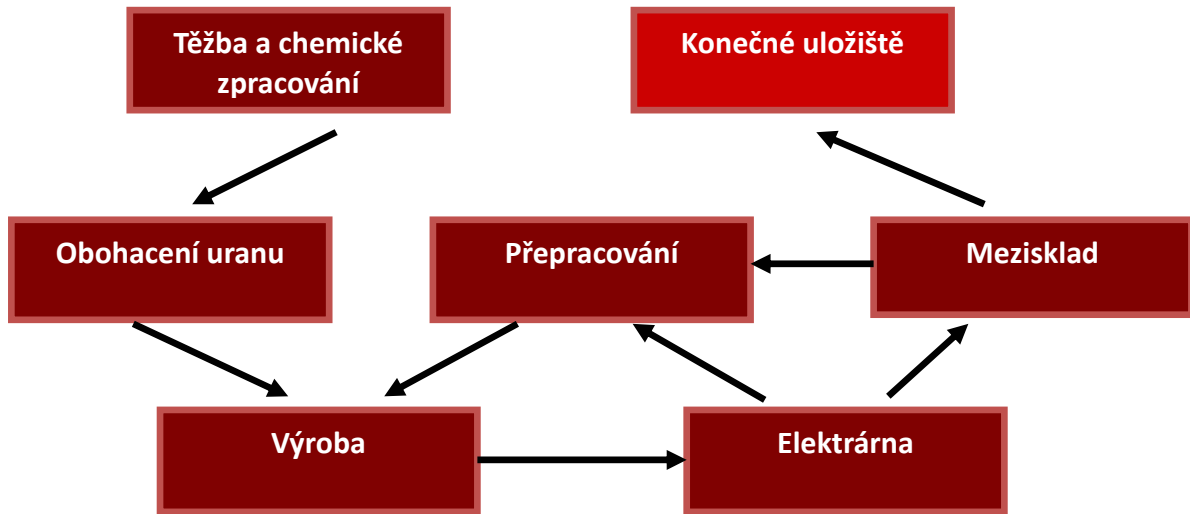 Těžba a chemické
zpracování
Konečné uložiště
Obohacení uranu
Přepracování
Mezisklad
Výroba
Elektrárna